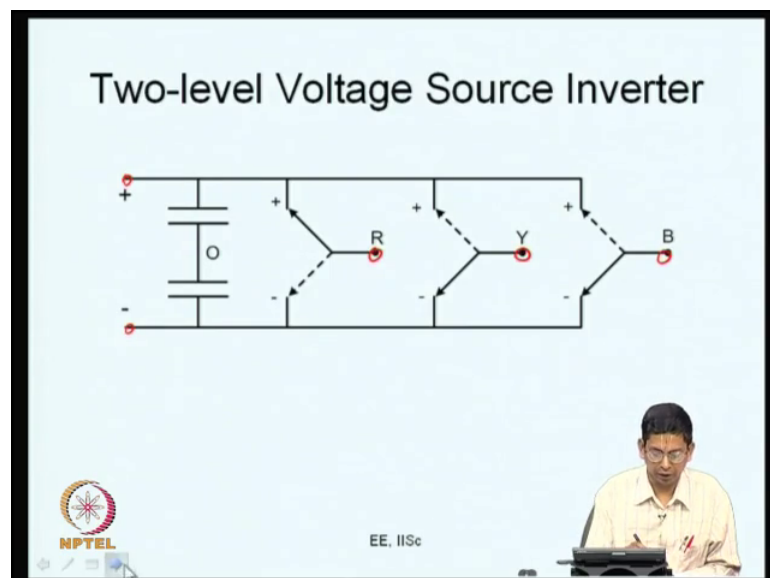 Two-level Voltage Source Inverter
+
+
+
+
R
Y
B
O
-
-
-
-
NPTEL
EE, IISc